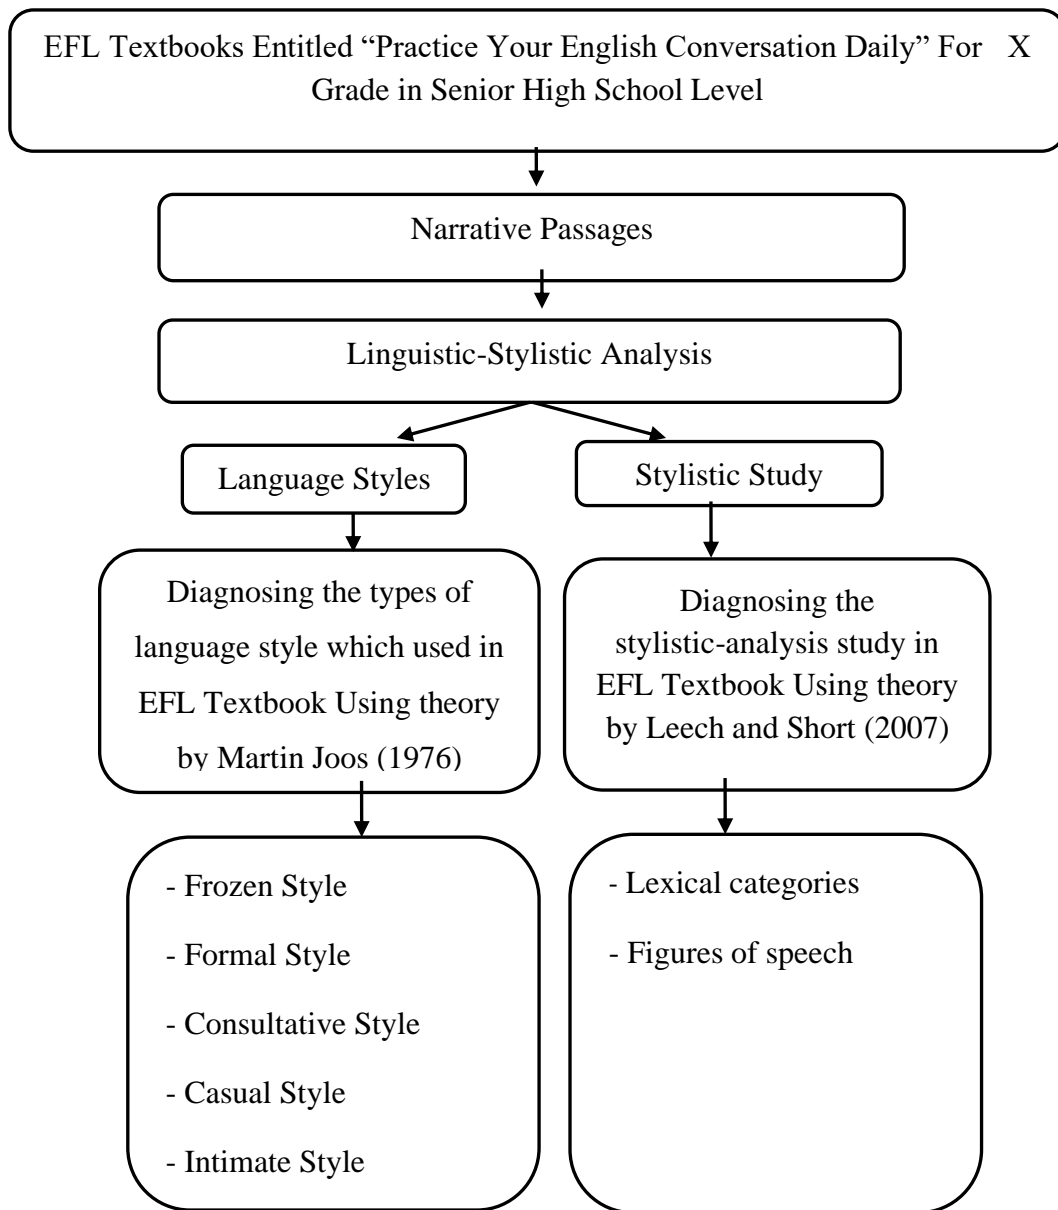 EFL Textbooks Entitled “Practice Your English Conversation Daily” For X
Grade in Senior High School Level
Narrative Passages
Linguistic-Stylistic Analysis
Language Styles
Stylistic Study
Diagnosing the types of
language style which used in
EFL Textbook Using theory
by Martin Joos (1976)
Diagnosing the
stylistic-analysis study in
EFL Textbook Using theory
by Leech and Short (2007)
- Frozen Style
- Formal Style
- Consultative Style
- Casual Style
- Intimate Style
- Lexical categories
- Figures of speech